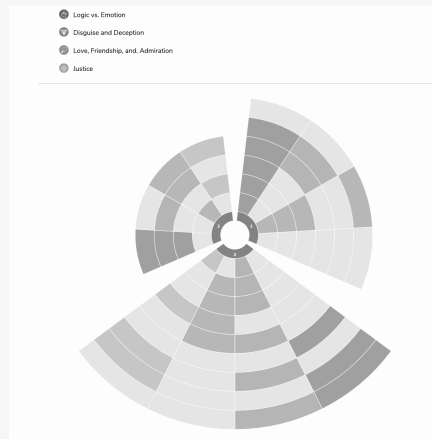 Logic vs. Emotion
Disguise and Deception
Love, Friendship, and. Admiration
Justice